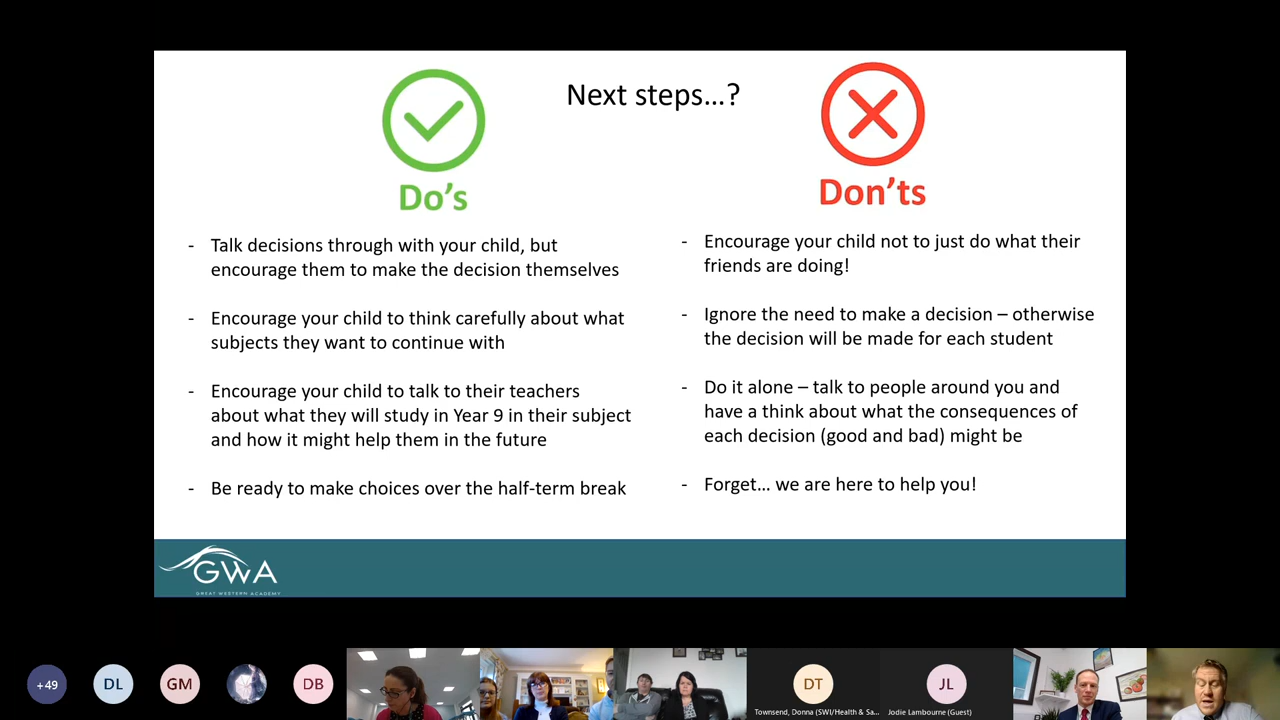 Next steps...?
Do's
- Talk decisions through with your child, but
encourage them to make the decision themselves
- Encourage your child to think carefully about what
subjects they want to continue with
- Encourage your child to talk to their teachers
about what they will study in Year 9 in their subject
and how it might help them in the future
- Be ready to make choices over the half-term break
Don'ts
- Encourage your child not to just do what their
friends are doing!
- Ignore the need to make a decision – otherwise
the decision will be made for each student
- Do it alone – talk to people around you and
have a think about what the consequences of
each decision (good and bad) might be
- Forget... we are here to help you!
GWA
GREAT WESTERN ACADEMY
+49
DL
GM
DB
DT
Townsend, Donna (SWI/Health & Sa...
JL
Jodie Lambourne (Guest)